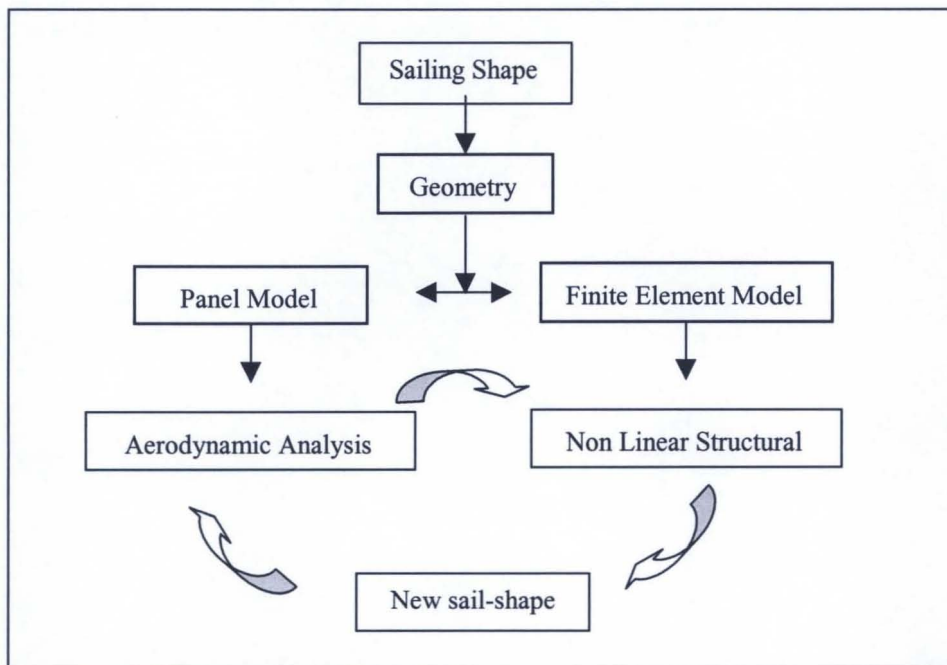 Sailing Shape
Geometry
Panel Model
Finite Element Model
Aerodynamic Analysis
Non Linear Structural
New sail-shape